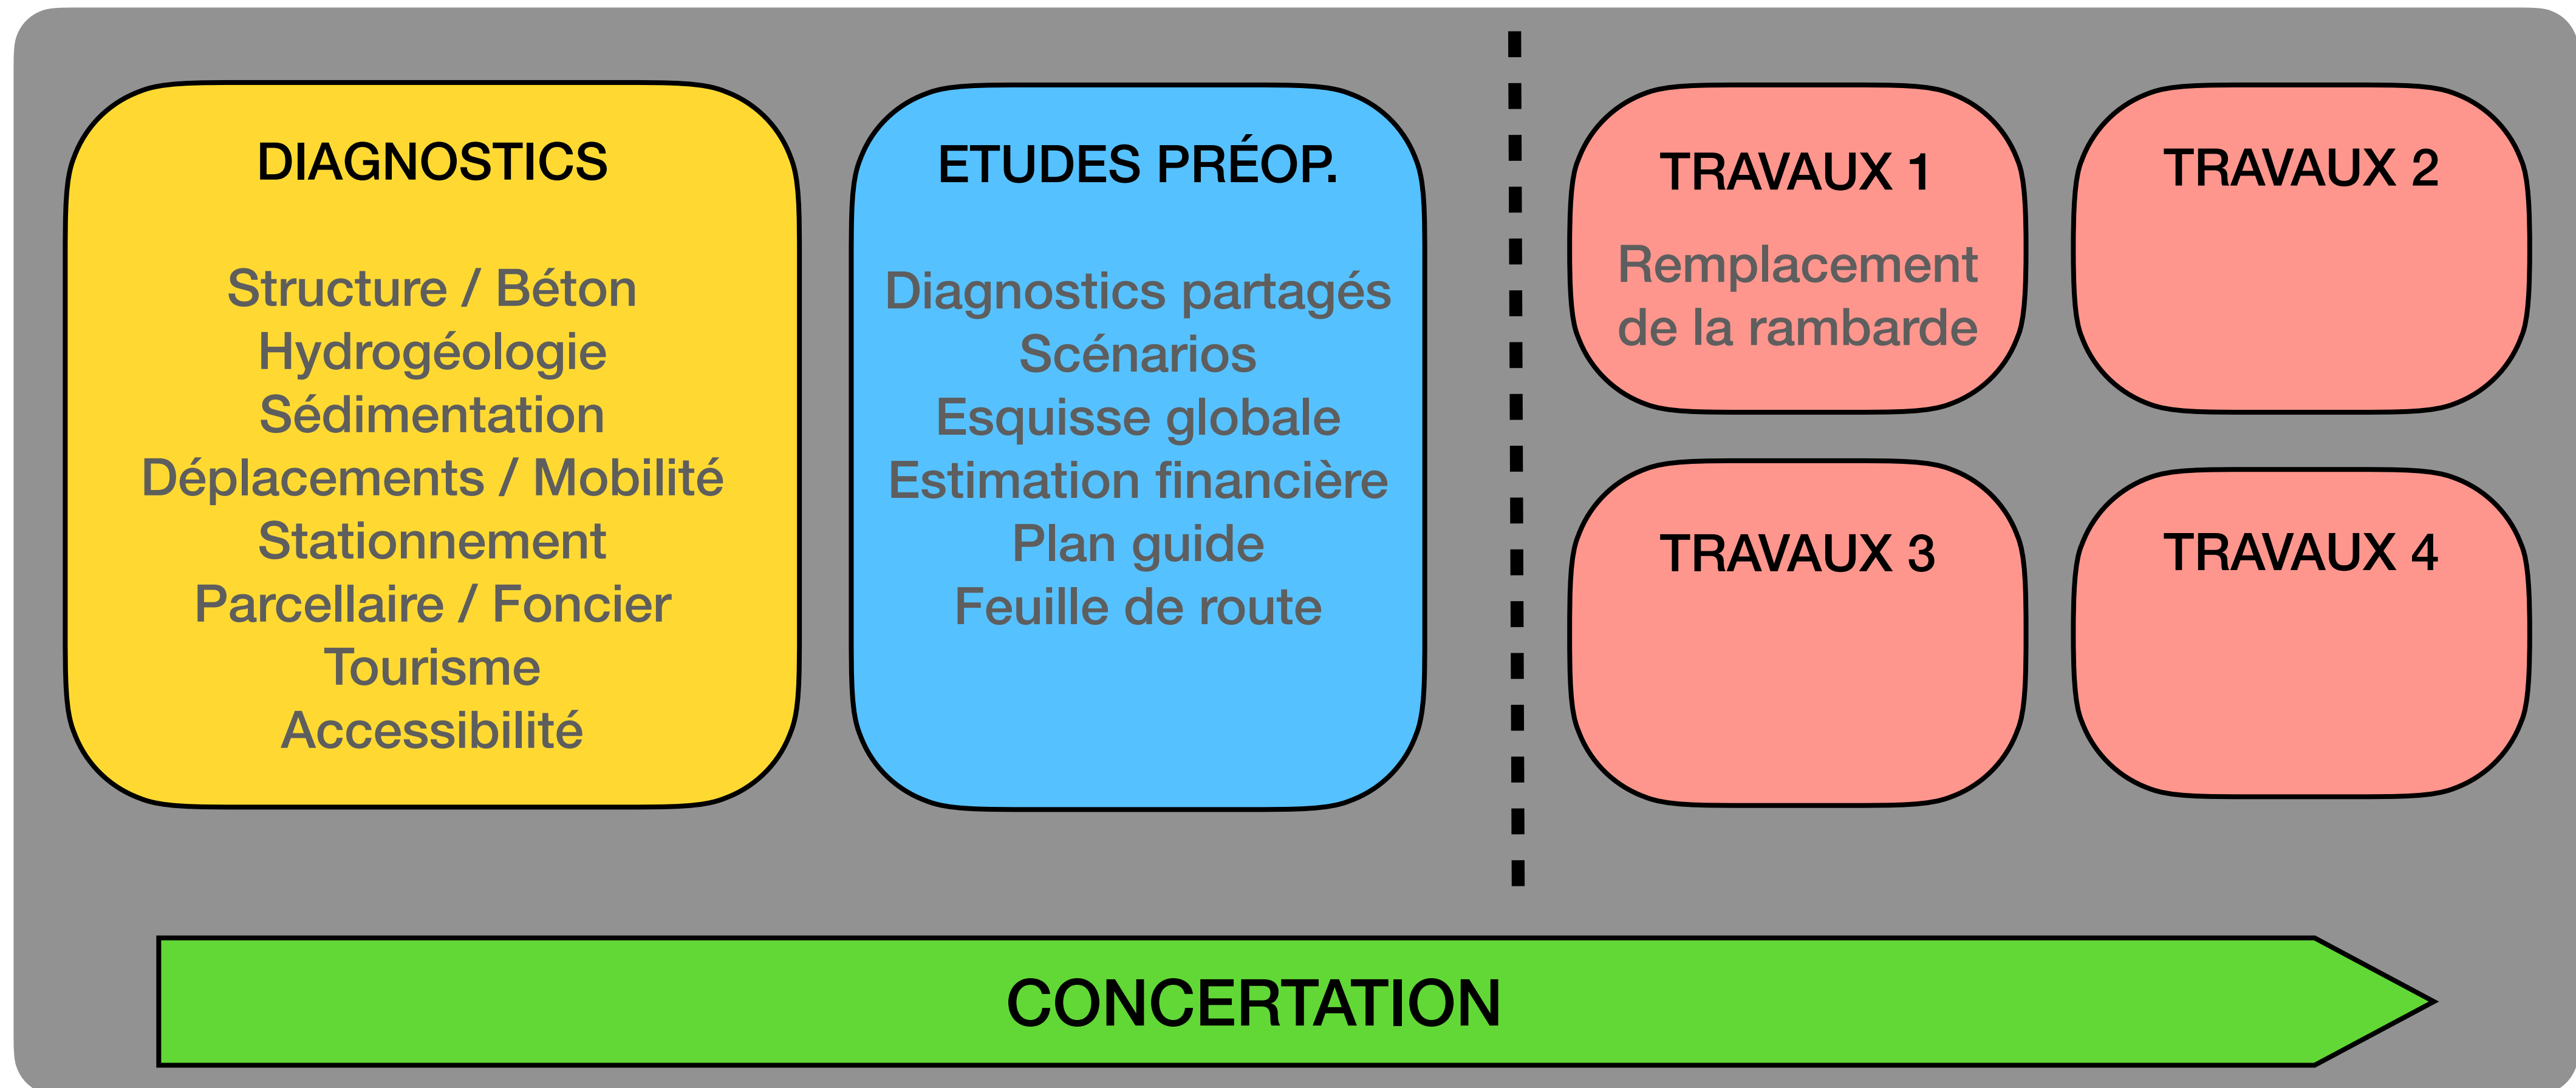 DIAGNOSTICS
Structure / Béton
Hydrogéologie
Sédimentation
Déplacements / Mobilité
Stationnement
Parcellaire / Foncier
Tourisme
Accessibilité
ETUDES PRÉOP.
Diagnostics partagés
Scénarios
Esquisse globale
Estimation financière
Plan guide
Feuille de route
TRAVAUX 1
Remplacement
de la rambarde
TRAVAUX 2
TRAVAUX 3
TRAVAUX 4
CONCERTATION